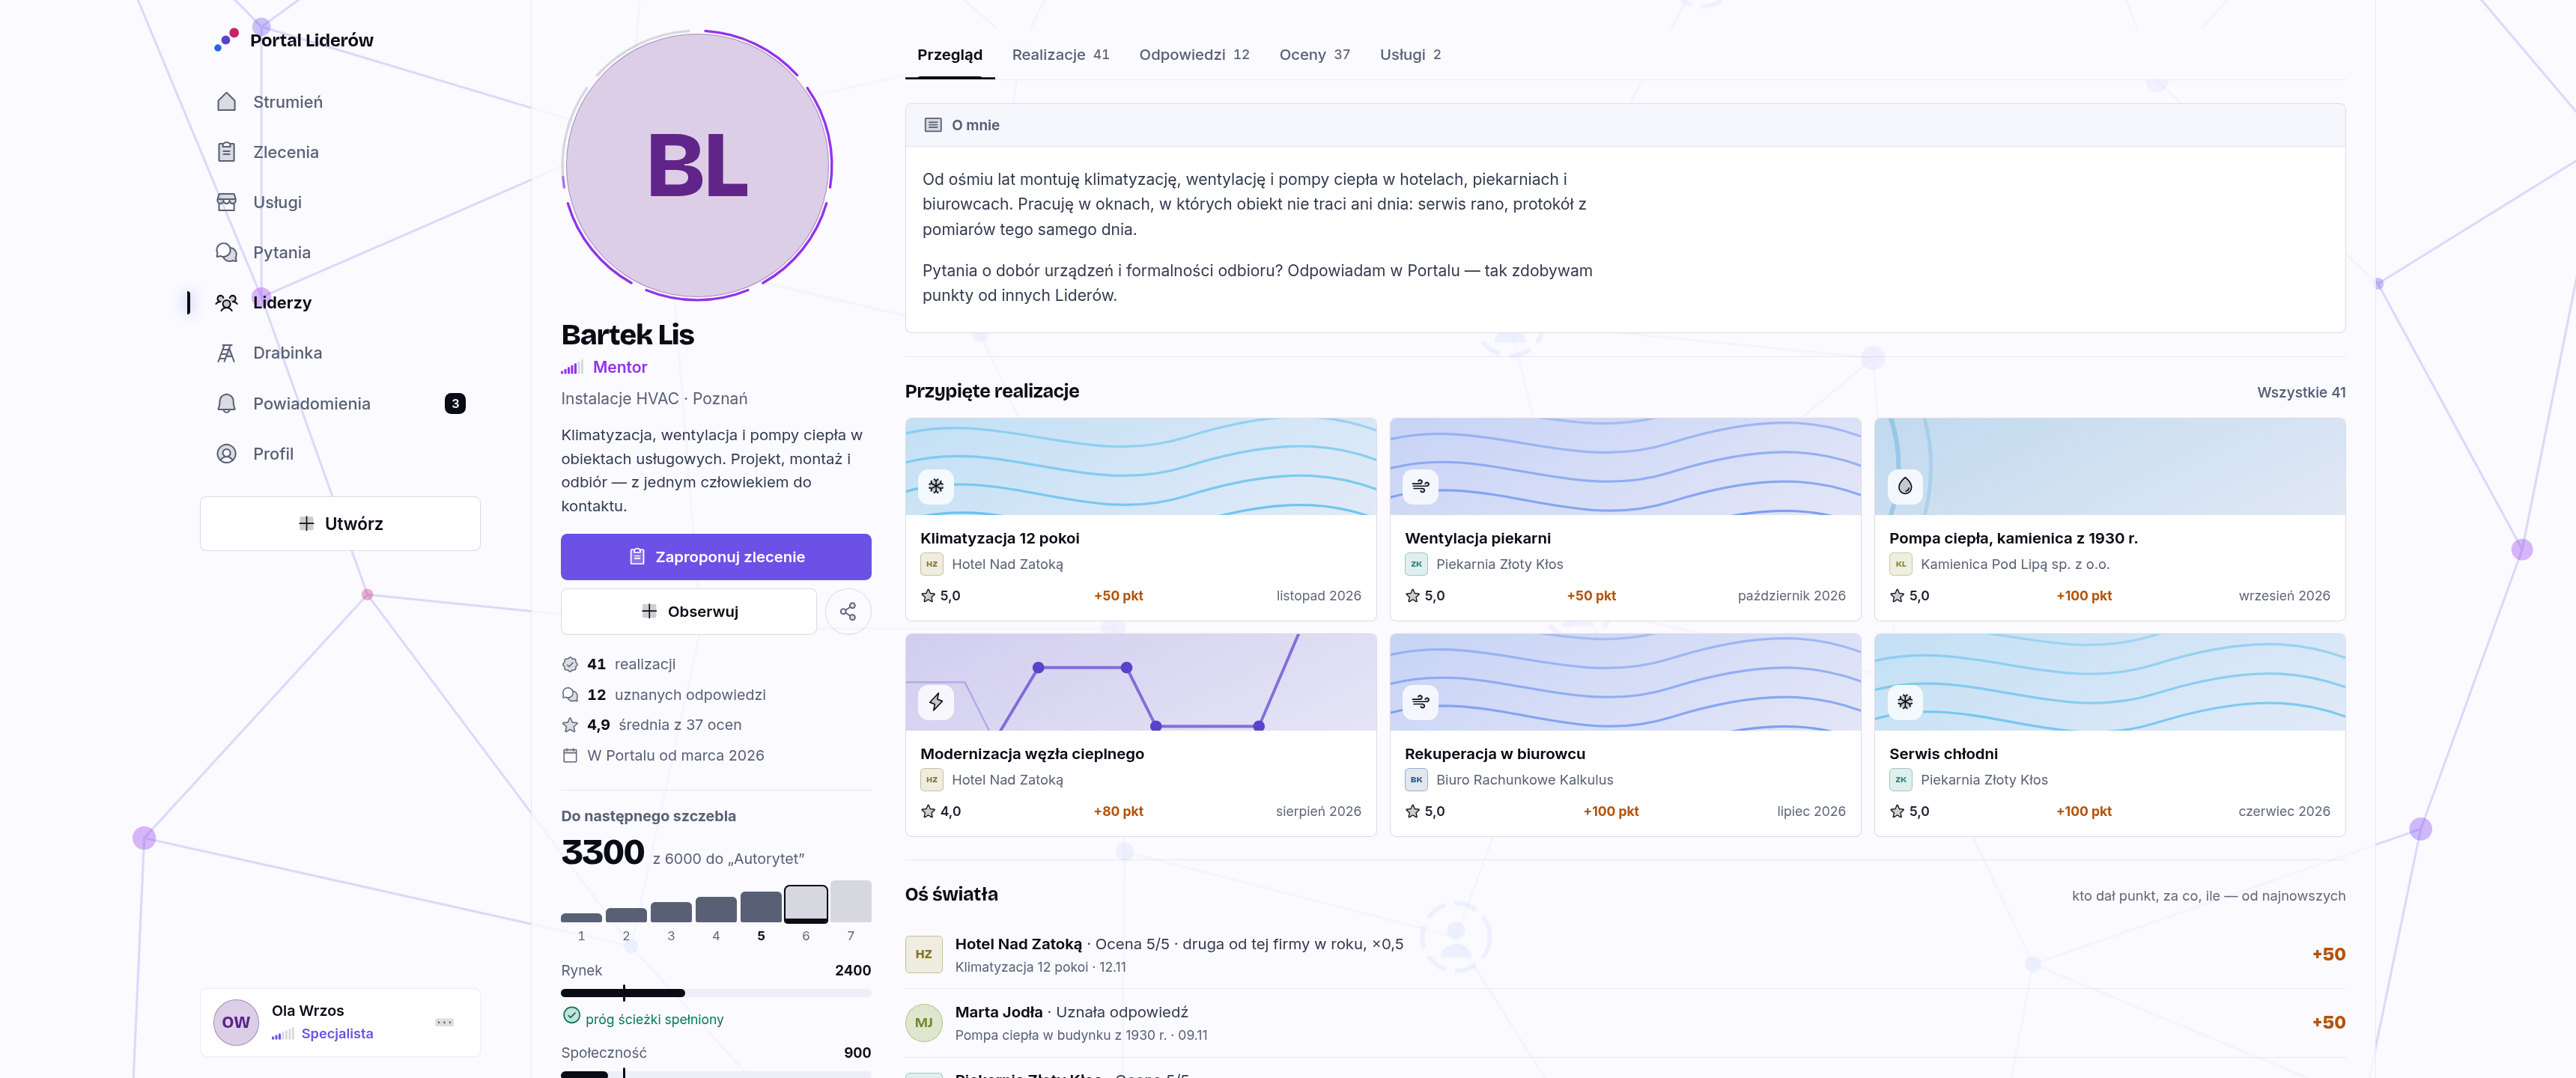 Portal Liderów
Strumień
Zlecenia
Usługi
Pytania
Liderzy
Drabinka
Powiadomienia 3
Profil
Utwórz
OW
Ola Wrzos
Specjalista
BL
Bartek Lis
Mentor
Instalacje HVAC · Poznań
Klimatyzacja, wentylacja i pompy ciepła w
obiektach usługowych. Projekt, montaż i
odbiór — z jednym człowiekiem do
kontaktu.
Zaproponuj zlecenie
Obserwuj
41 realizacji
12 uznanych odpowiedzi
4,9 średnia z 37 ocen
W Portalu od marca 2026
Do następnego szczebla
3300 z 6000 do „Autorytet”
1 2 3 4 5 6 7
Rynek 2400
próg ścieżki spełniony
Społeczność 900
Przegląd Realizacje 41 Odpowiedzi 12 Oceny 37 Usługi 2
O mnie
Od ośmiu lat montuję klimatyzację, wentylację i pompy ciepła w hotelach, piekarniach i
biurowcach. Pracuję w oknach, w których obiekt nie traci ani dnia: serwis rano, protokół z
pomiarów tego samego dnia.
Pytania o dobór urządzeń i formalności odbioru? Odpowiadam w Portalu — tak zdobywam
punkty od innych Liderów.
Przypięte realizacje Wszystkie 41
Klimatyzacja 12 pokoi
HZ Hotel Nad Zatoką
5,0 +50 pkt listopad 2026
Wentylacja piekarni
ZK Piekarnia Złoty Kłos
5,0 +50 pkt październik 2026
Pompa ciepła, kamienica z 1930 r.
KL Kamienica Pod Lipą sp. z o.o.
5,0 +100 pkt wrzesień 2026
Modernizacja węzła cieplnego
HZ Hotel Nad Zatoką
4,0 +80 pkt sierpień 2026
Rekuperacja w biurowcu
BK Biuro Rachunkowe Kalkulus
5,0 +100 pkt lipiec 2026
Serwis chłodni
ZK Piekarnia Złoty Kłos
5,0 +100 pkt czerwiec 2026
Oś światła kto dał punkt, za co, ile — od najnowszych
HZ Hotel Nad Zatoką · Ocena 5/5 · druga od tej firmy w roku, ×0,5 +50
Klimatyzacja 12 pokoi · 12.11
MJ Marta Jodła · Uznała odpowiedź +50
Pompa ciepła w budynku z 1930 r. · 09.11
Piekarnia Złoty Kłos · Ocena 5/5